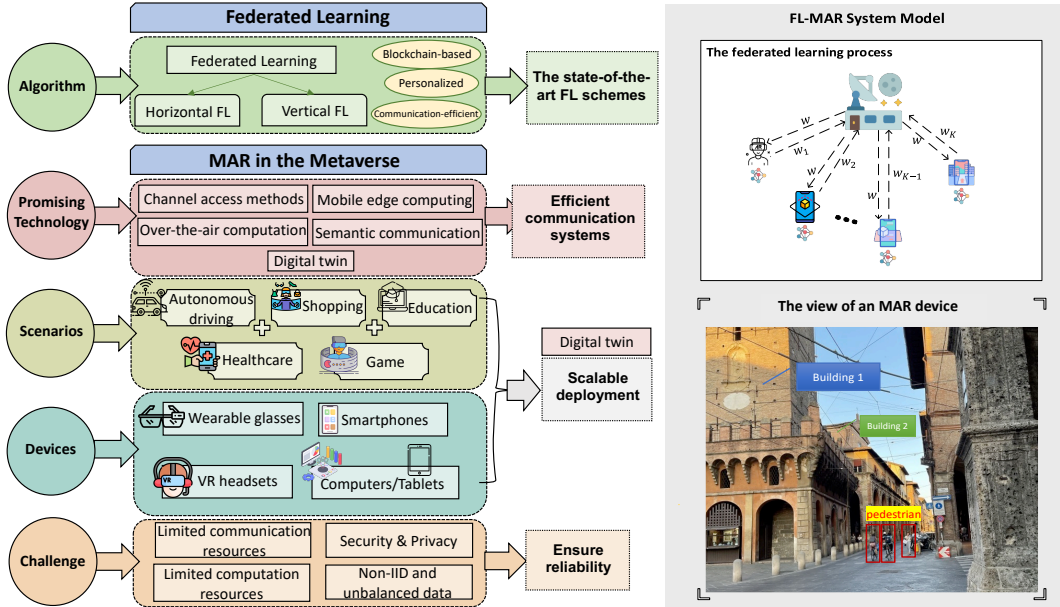 Federated Learning
Algorithm
Federated Learning
Horizontal FL
Vertical FL
Blockchain-based
Personalized
Communication-efficient
The state-of-the-
art FL schemes
MAR in the Metaverse
Promising
Technology
Channel access methods
Mobile edge computing
Over-the-air computation
Semantic communication
Digital twin
Efficient
communication
systems
Scenarios
Autonomous
driving
Shopping
Education
Healthcare
Game
Digital twin
Scalable
deployment
Devices
Wearable glasses
Smartphones
VR
VR headsets
Computers/Tablets
Challenge
Limited communication
resources
Security & Privacy
Limited computation
resources
Non-IID and
unbalanced data
Ensure
reliability
FL-MAR System Model
The federated learning process
w
w₁
w
w₂
w
w_{K-1}
w
w_K
The view of an MAR device
Building 1
Building 2
pedestrian